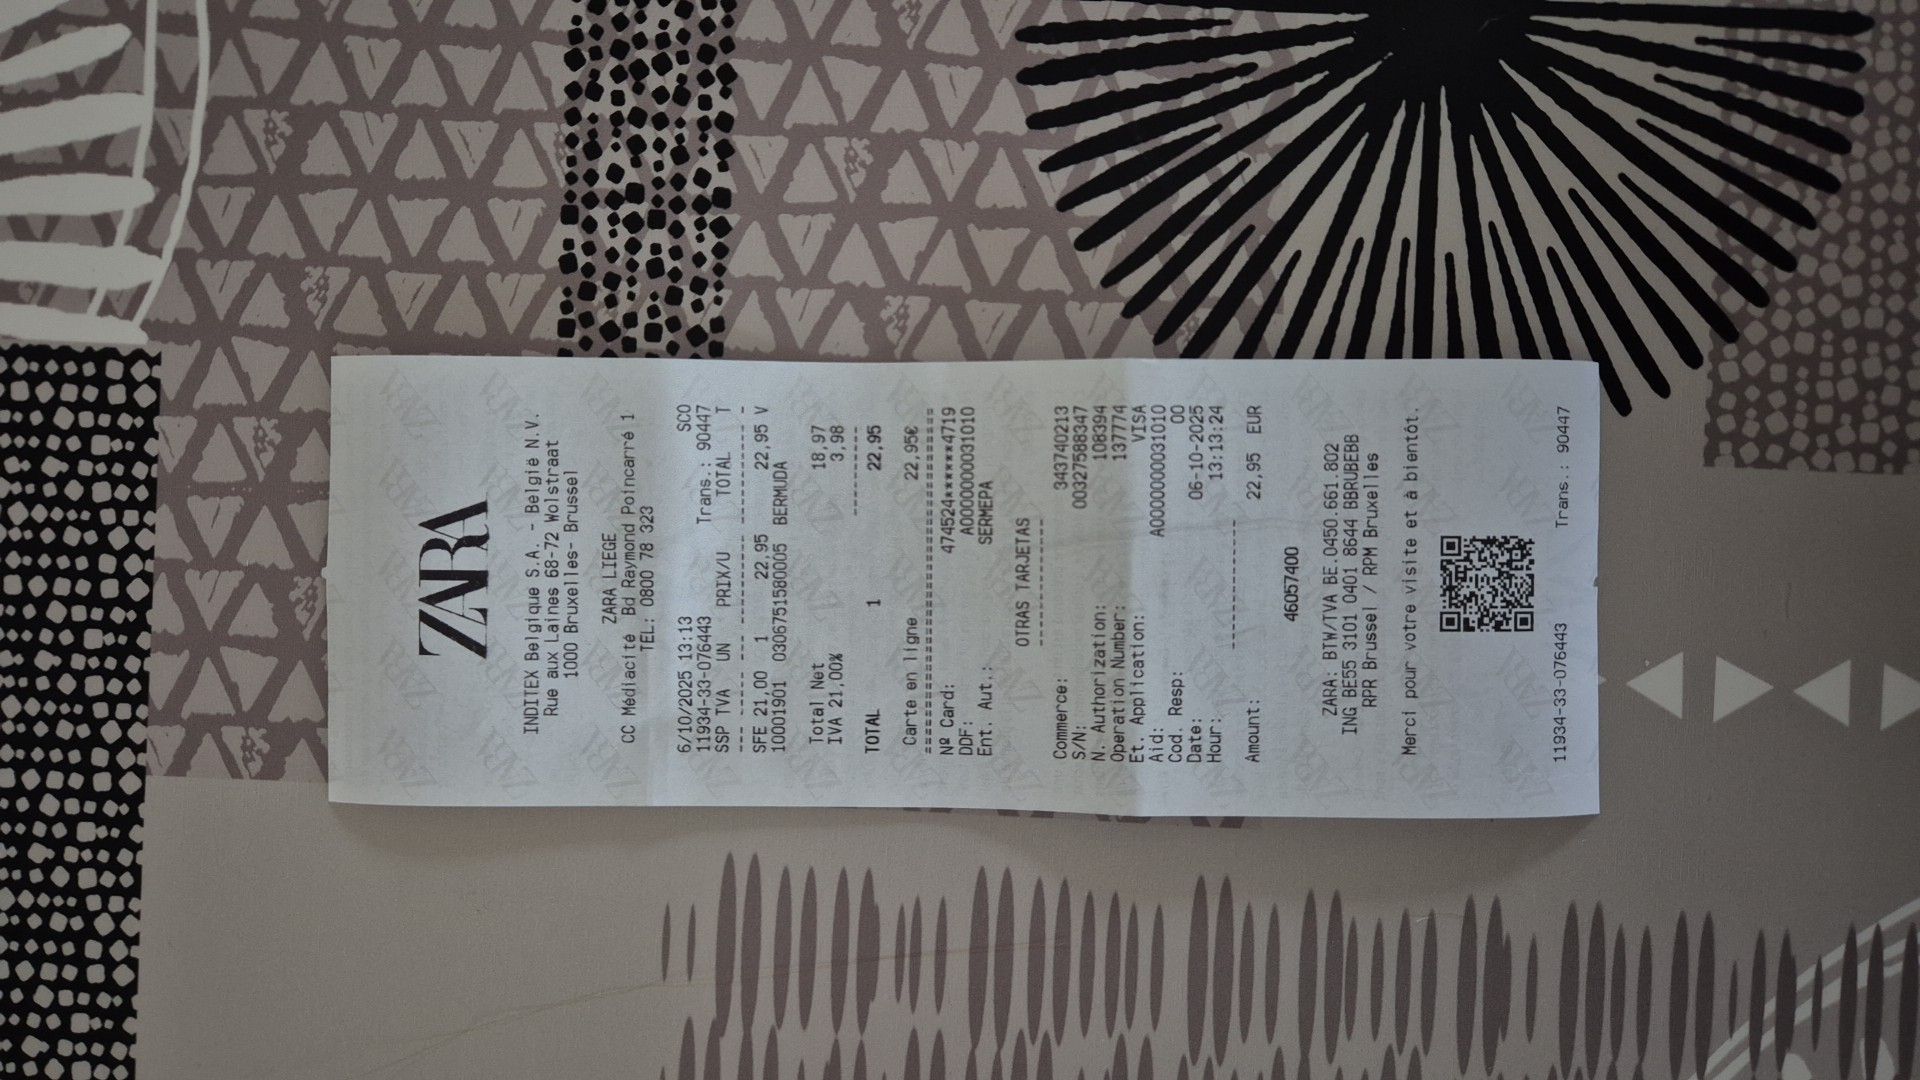 ZARA
INDITEX Belgique S.A. - België N.V.
Rue aux Laines 68-72 Wolstraat
1000 Bruxelles- Brussel
ZARA LIEGE
CC Médiacité Bd Raymond Poincarré 1
TEL: 0800 78 323
6/10/2025 13:13 SCO
11934-33-076443 Trans.: 90447
SSP TVA UN PRIX/U TOTAL T
SFE 21,00 1 22,95 22,95 V
10001901 0306751580005 BERMUDA
Total Net 18,97
IVA 21,00% 3,98
TOTAL 1 22,95
Carte en ligne 22,95€
Nº Card: 474524******4719
DDF: A0000000031010
Ent. Aut.: SERMEPA
OTRAS TARJETAS
Commerce: 343740213
S/N: 00327588347
N. Authorization: 108394
Operation Number: 137774
Et. Application: VISA
Aid: A0000000031010
Cod. Resp: 00
Date: 06-10-2025
Hour: 13:13:24
Amount: 22,95 EUR
46057400
ZARA: BTW/TVA BE.0450.661.802
ING BE55 3101 0401 8644 BBRUBEBB
RPR Brussel / RPM Bruxelles
Merci pour votre visite et à bientôt.
11934-33-076443 Trans.: 90447